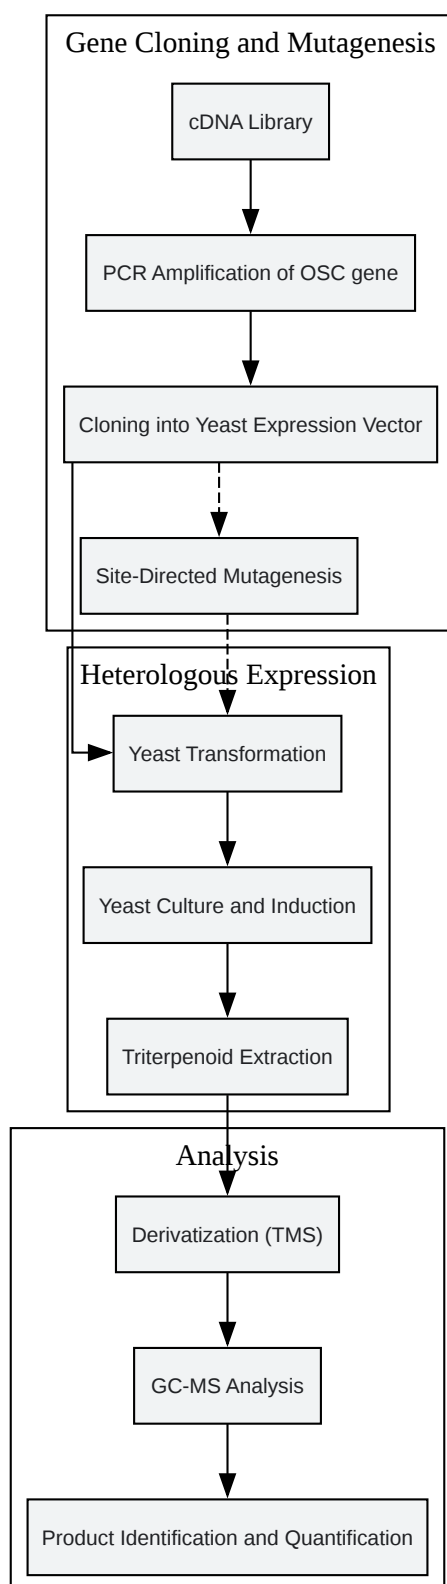 Gene Cloning and Mutagenesis
cDNA Library
PCR Amplification of OSC gene
Cloning into Yeast Expression Vector
Site-Directed Mutagenesis
Heterologous Expression
Yeast Transformation
Yeast Culture and Induction
Triterpenoid Extraction
Analysis
Derivatization (TMS)
GC-MS Analysis
Product Identification and Quantification